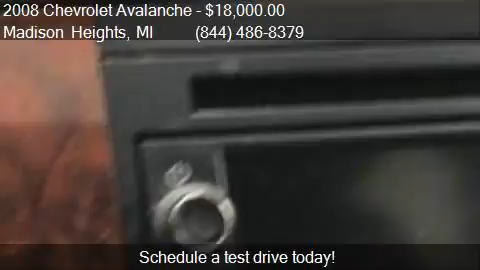 2008 Chevrolet Avalanche - $18,000.00
Madison Heights, MI (844) 486-8379
Schedule a test drive today!